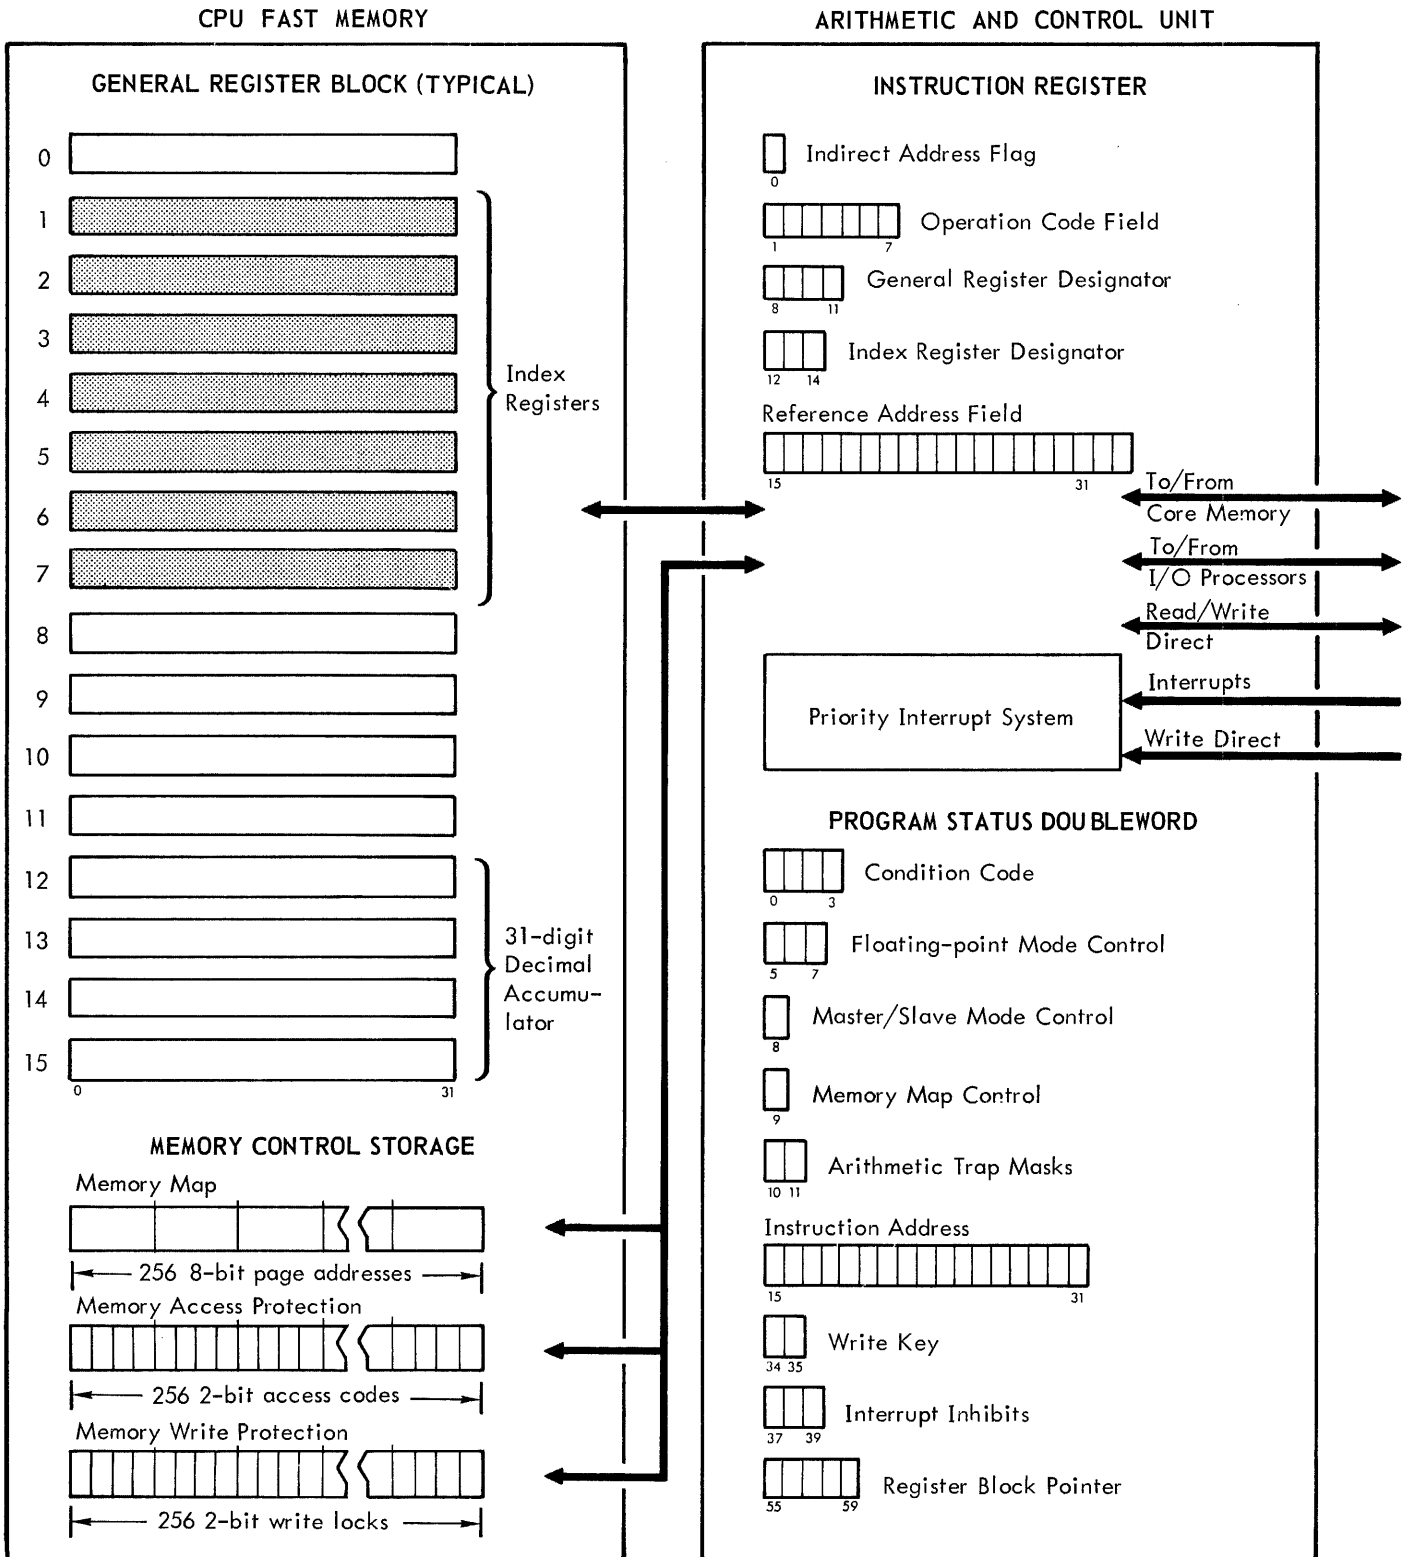 CPU FAST MEMORY
GENERAL REGISTER BLOCK (TYPICAL)
0
1
2
3
4
5
6
7
8
9
10
11
12
13
14
15
0 31
Index
Registers
31-digit
Decimal
Accumu-
lator
MEMORY CONTROL STORAGE
Memory Map
256 8-bit page addresses
Memory Access Protection
256 2-bit access codes
Memory Write Protection
256 2-bit write locks
ARITHMETIC AND CONTROL UNIT
INSTRUCTION REGISTER
Indirect Address Flag
0
Operation Code Field
1 7
General Register Designator
8 11
Index Register Designator
12 14
Reference Address Field
15 31
To/From
Core Memory
To/From
I/O Processors
Read/Write
Direct
Interrupts
Priority Interrupt System
Write Direct
PROGRAM STATUS DOUBLEWORD
Condition Code
0 3
Floating-point Mode Control
5 7
Master/Slave Mode Control
8
Memory Map Control
9
Arithmetic Trap Masks
10 11
Instruction Address
15 31
Write Key
34 35
Interrupt Inhibits
37 39
Register Block Pointer
55 59